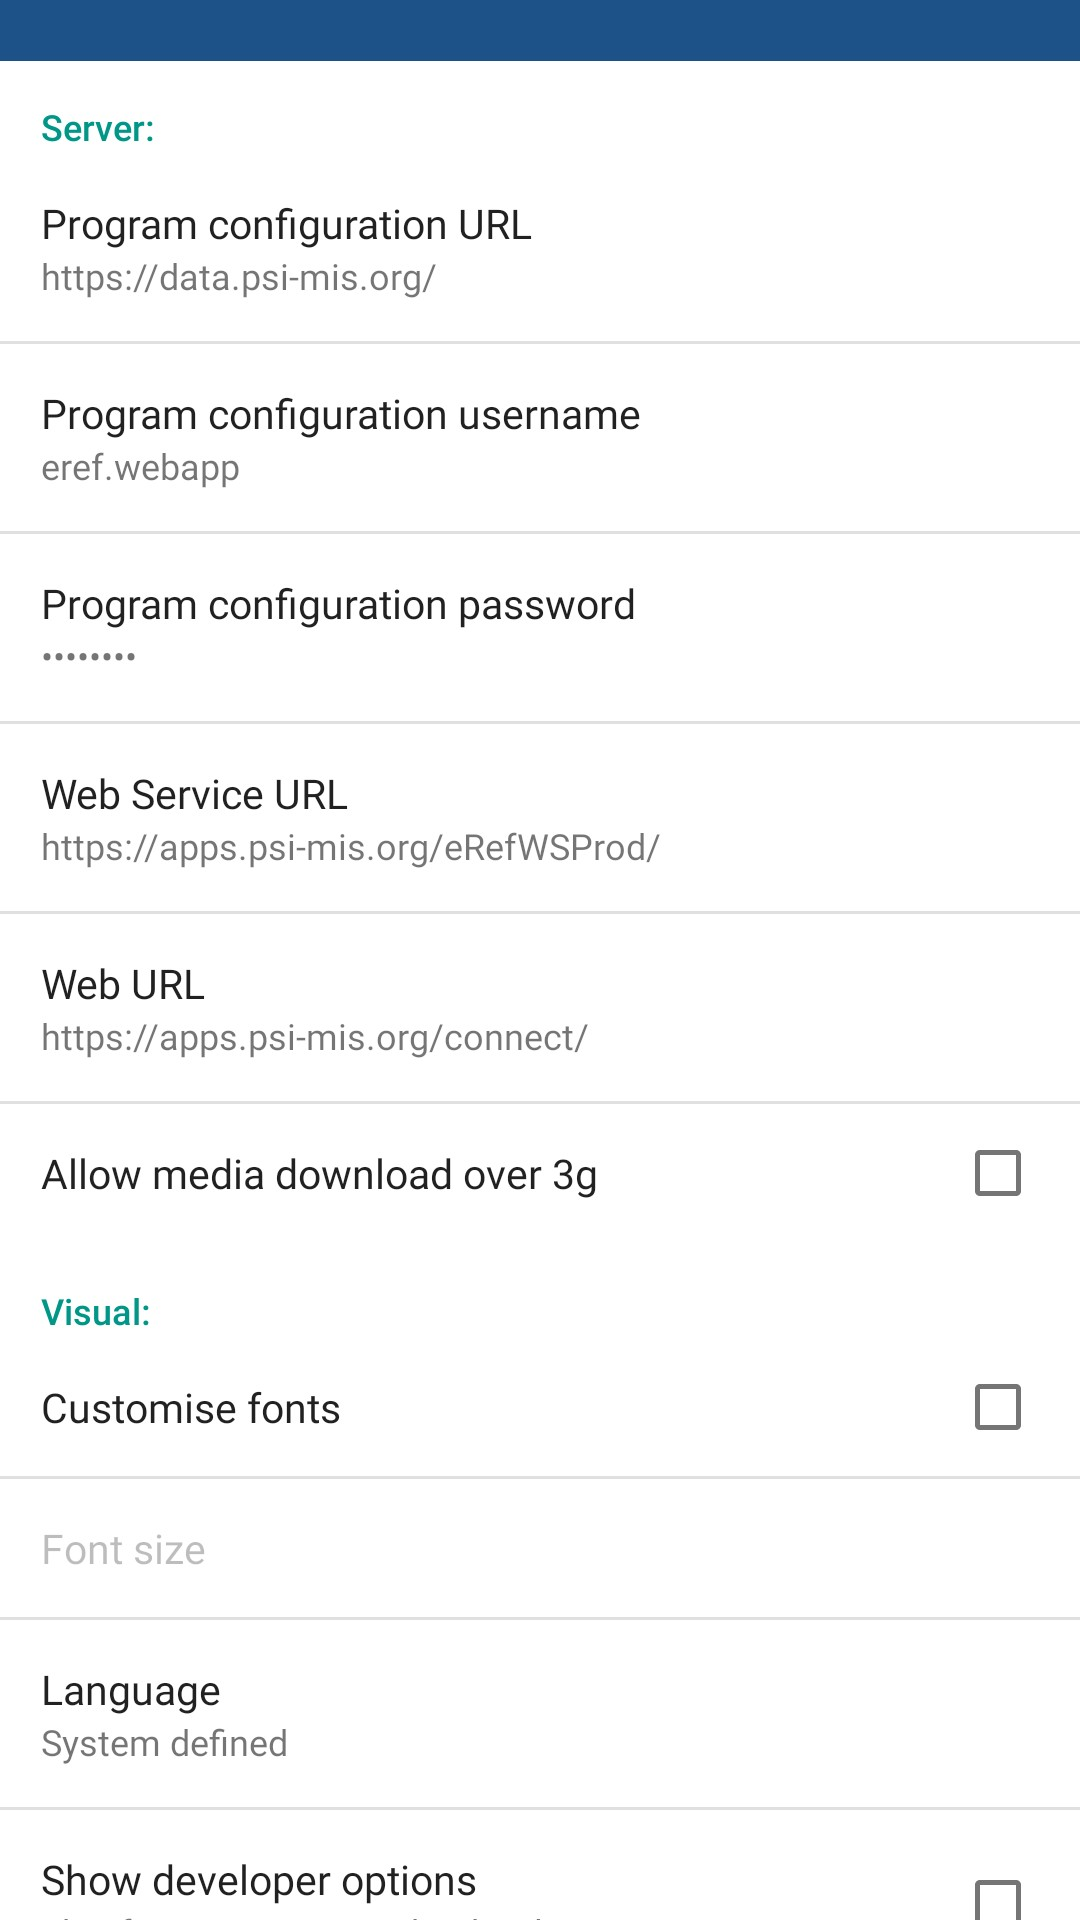 Server:
Program configuration URL
https://data.psi-mis.org/
Program configuration username
eref.webapp
Program configuration password
••••••••
Web Service URL
https://apps.psi-mis.org/eRefWSProd/
Web URL
https://apps.psi-mis.org/connect/
Allow media download over 3g
Visual:
Customise fonts
Font size
Language
System defined
Show developer options